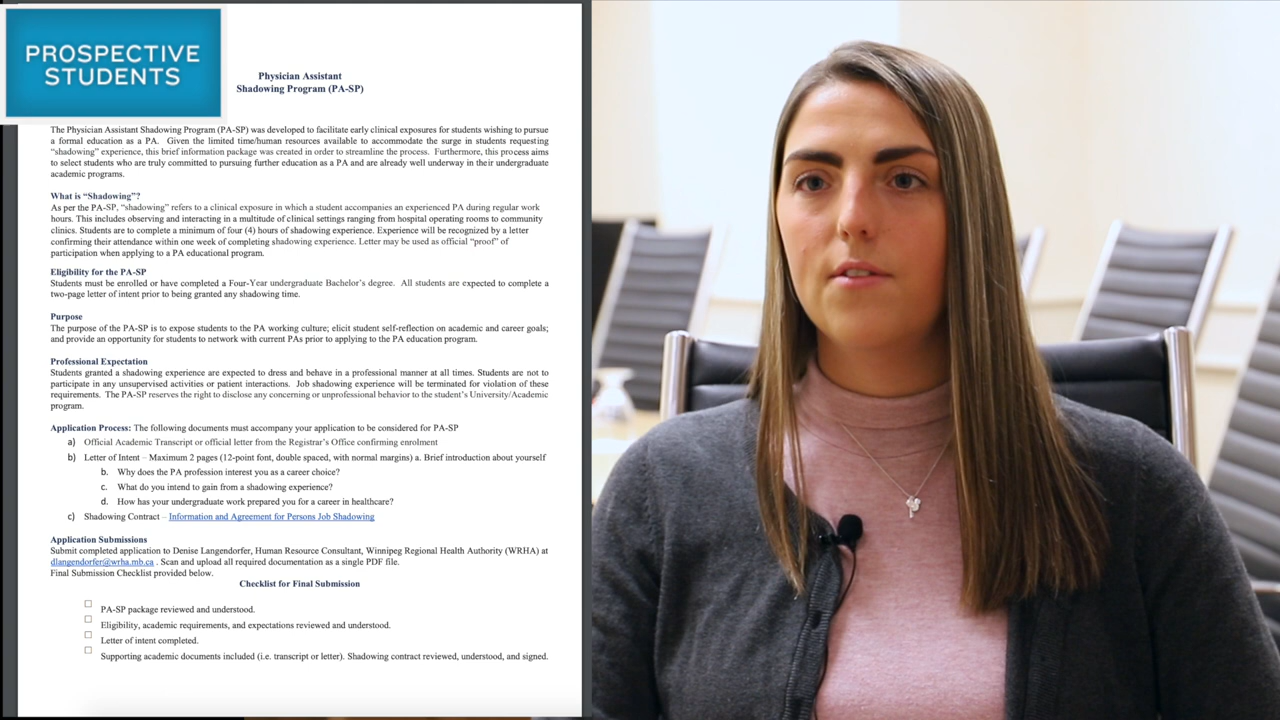 PROSPECTIVE
STUDENTS
Physician Assistant
Shadowing Program (PA-SP)
The Physician Assistant Shadowing Program (PA-SP) was developed to facilitate early clinical exposures for students wishing to pursue
a formal education as a PA. Given the limited time/human resources available to accommodate the surge in students requesting
“shadowing” experience, this brief information package was created in order to streamline the process. Furthermore, this process aims
to select students who are truly committed to pursuing further education as a PA and are already well underway in their undergraduate
academic programs.
What is “Shadowing”?
As per the PA-SP, “shadowing” refers to a clinical exposure in which a student accompanies an experienced PA during regular work
hours. This includes observing and interacting in a multitude of clinical settings ranging from hospital operating rooms to community
clinics. Students are to complete a minimum of four (4) hours of shadowing experience. Experience will be recognized by a letter
confirming their attendance within one week of completing shadowing experience. Letter may be used as official “proof” of
participation when applying to a PA educational program.
Eligibility for the PA-SP
Students must be enrolled or have completed a Four-Year undergraduate Bachelor’s degree. All students are expected to complete a
two-page letter of intent prior to being granted any shadowing time.
Purpose
The purpose of the PA-SP is to expose students to the PA working culture; elicit student self-reflection on academic and career goals;
and provide an opportunity for students to network with current PAs prior to applying to the PA education program.
Professional Expectation
Students granted a shadowing experience are expected to dress and behave in a professional manner at all times. Students are not to
participate in any unsupervised activities or patient interactions. Job shadowing experience will be terminated for violation of these
requirements. The PA-SP reserves the right to disclose any concerning or unprofessional behavior to the student’s University/Academic
program.
Application Process: The following documents must accompany your application to be considered for PA-SP
a) Official Academic Transcript or official letter from the Registrar’s Office confirming enrolment
b) Letter of Intent – Maximum 2 pages (12-point font, double spaced, with normal margins) a. Brief introduction about yourself
b. Why does the PA profession interest you as a career choice?
c. What do you intend to gain from a shadowing experience?
d. How has your undergraduate work prepared you for a career in healthcare?
c) Shadowing Contract – Information and Agreement for Persons Job Shadowing
Application Submissions
Submit completed application to Denise Langendorfer, Human Resource Consultant, Winnipeg Regional Health Authority (WRHA) at
dlangendorfer@wrha.mb.ca . Scan and upload all required documentation as a single PDF file.
Final Submission Checklist provided below.
Checklist for Final Submission
PA-SP package reviewed and understood.
Eligibility, academic requirements, and expectations reviewed and understood.
Letter of intent completed.
Supporting academic documents included (i.e. transcript or letter). Shadowing contract reviewed, understood, and signed.